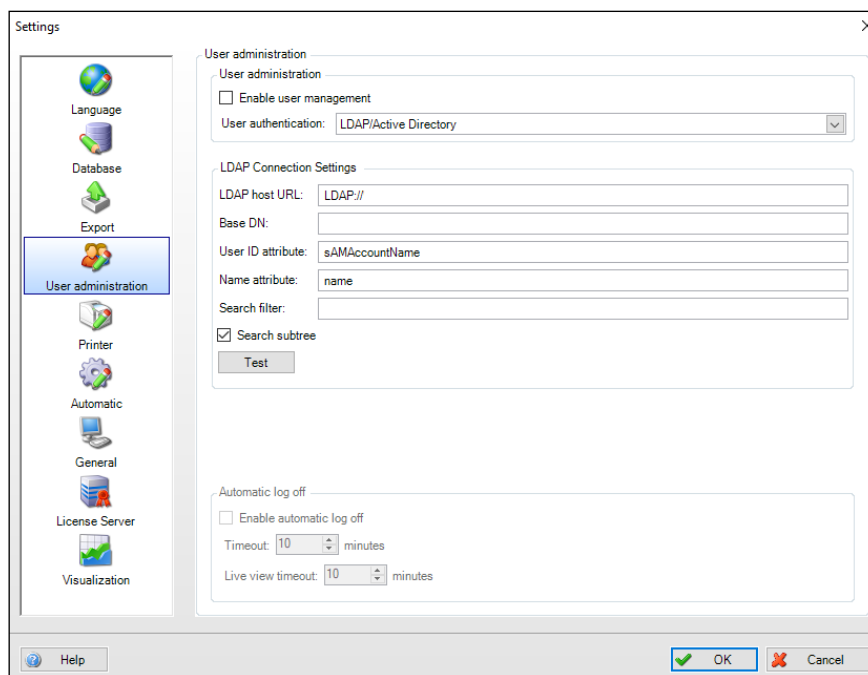 Settings
Language
Database
Export
User administration
Printer
Automatic
General
License Server
Visualization
User administration
User administration
Enable user management
User authentication: LDAP/Active Directory
LDAP Connection Settings
LDAP host URL: LDAP://
Base DN:
User ID attribute: sAMAccountName
Name attribute: name
Search filter:
Search subtree
Test
Automatic log off
Enable automatic log off
Timeout: 10 minutes
Live view timeout: 10 minutes
Help
OK
Cancel